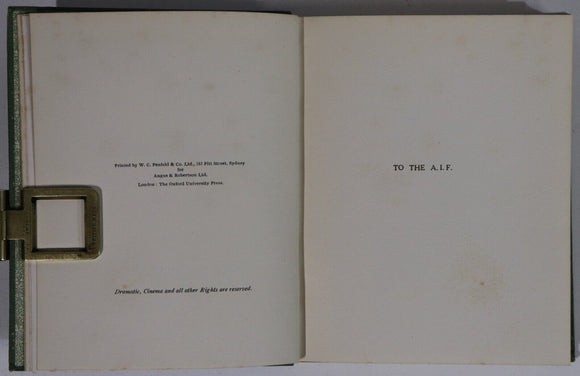 Printed by W. C. Penfold & Co. Ltd., 183 Pitt Street, Sydney
for
Angus & Robertson Ltd.
London : The Oxford University Press.
Dramatic, Cinema and all other Rights are reserved.
TO THE A.I.F.